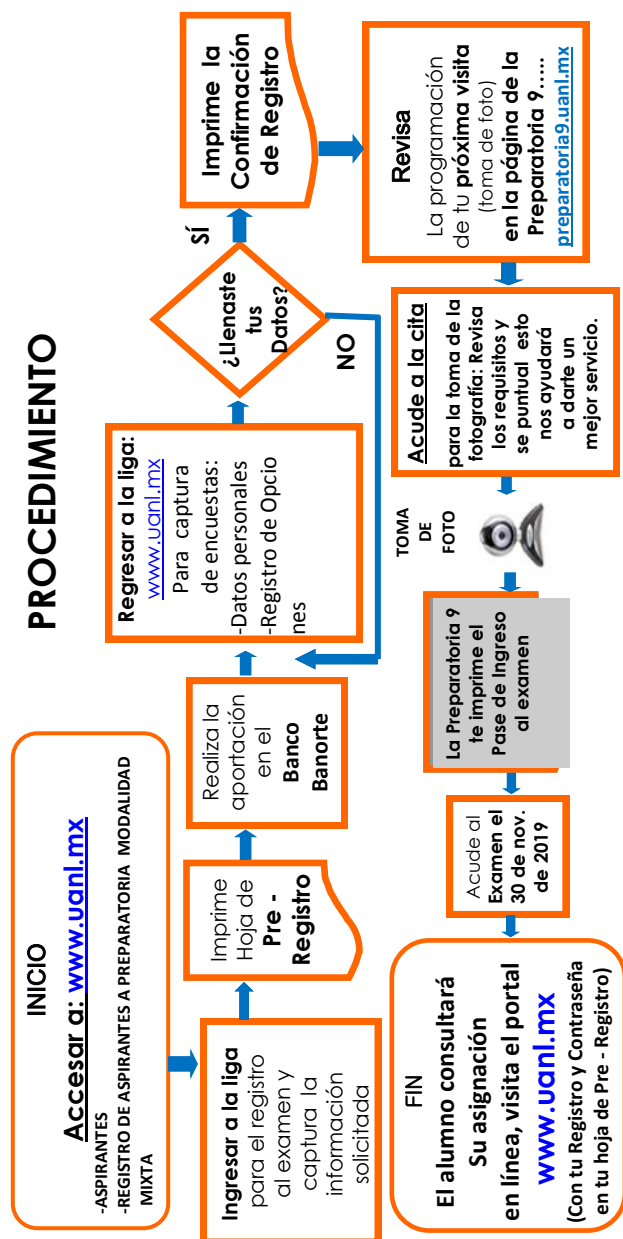 PROCEDIMIENTO
INICIO
Accesar a: www.uanl.mx
-ASPIRANTES
-REGISTRO DE ASPIRANTES A PREPARATORIA MODALIDAD
MIXTA
Ingresar a la liga
para el registro
al examen y
captura la
información
solicitada
Imprime
Hoja de
Pre -
Registro
Realiza la
aportación
en el
Banco
Banorte
Regresar a la liga:
www.uanl.mx
Para captura
de encuestas:
-Datos personales
-Registro de Opcio
nes
¿Llenaste
tus
Datos?
SÍ
NO
Imprime la
Confirmación
de Registro
Revisa
La programación
de tu próxima visita
(toma de foto)
en la página de la
Preparatoria 9.....
preparatoria9.uanl.mx
Acude a la cita
para la toma de la
fotografía: Revisa
los requisitos y
se puntual esto
nos ayudará
a darte un
mejor servicio.
TOMA
DE
FOTO
La Preparatoria 9
te imprime el
Pase de Ingreso
al examen
Acude al
Examen el
30 de nov.
de 2019
FIN
El alumno consultará
Su asignación
en línea, visita el portal
www.uanl.mx
(Con tu Registro y Contraseña
en tu hoja de Pre - Registro)